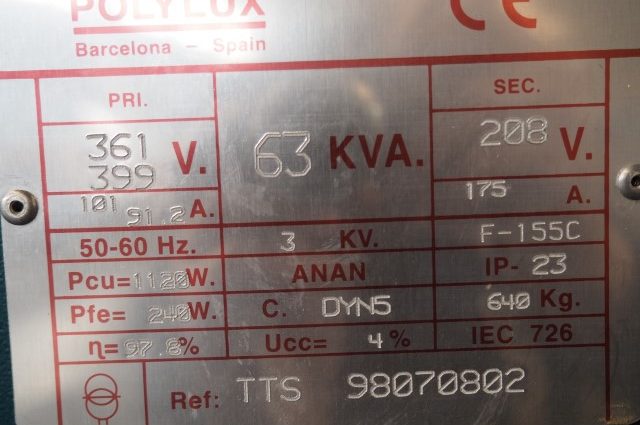 POLYLUX CE
Barcelona - Spain
PRI. SEC.
361
399 V. 63 KVA. 208 V.
101 91.2 A. 175 A.
50-60 Hz. 3 KV. F-155C
Pcu=1120W. ANAN IP-23
Pfe= 240W. C. DYN5 640 Kg.
η=97.8% Ucc= 4% IEC 726
Ref: TTS 98070802